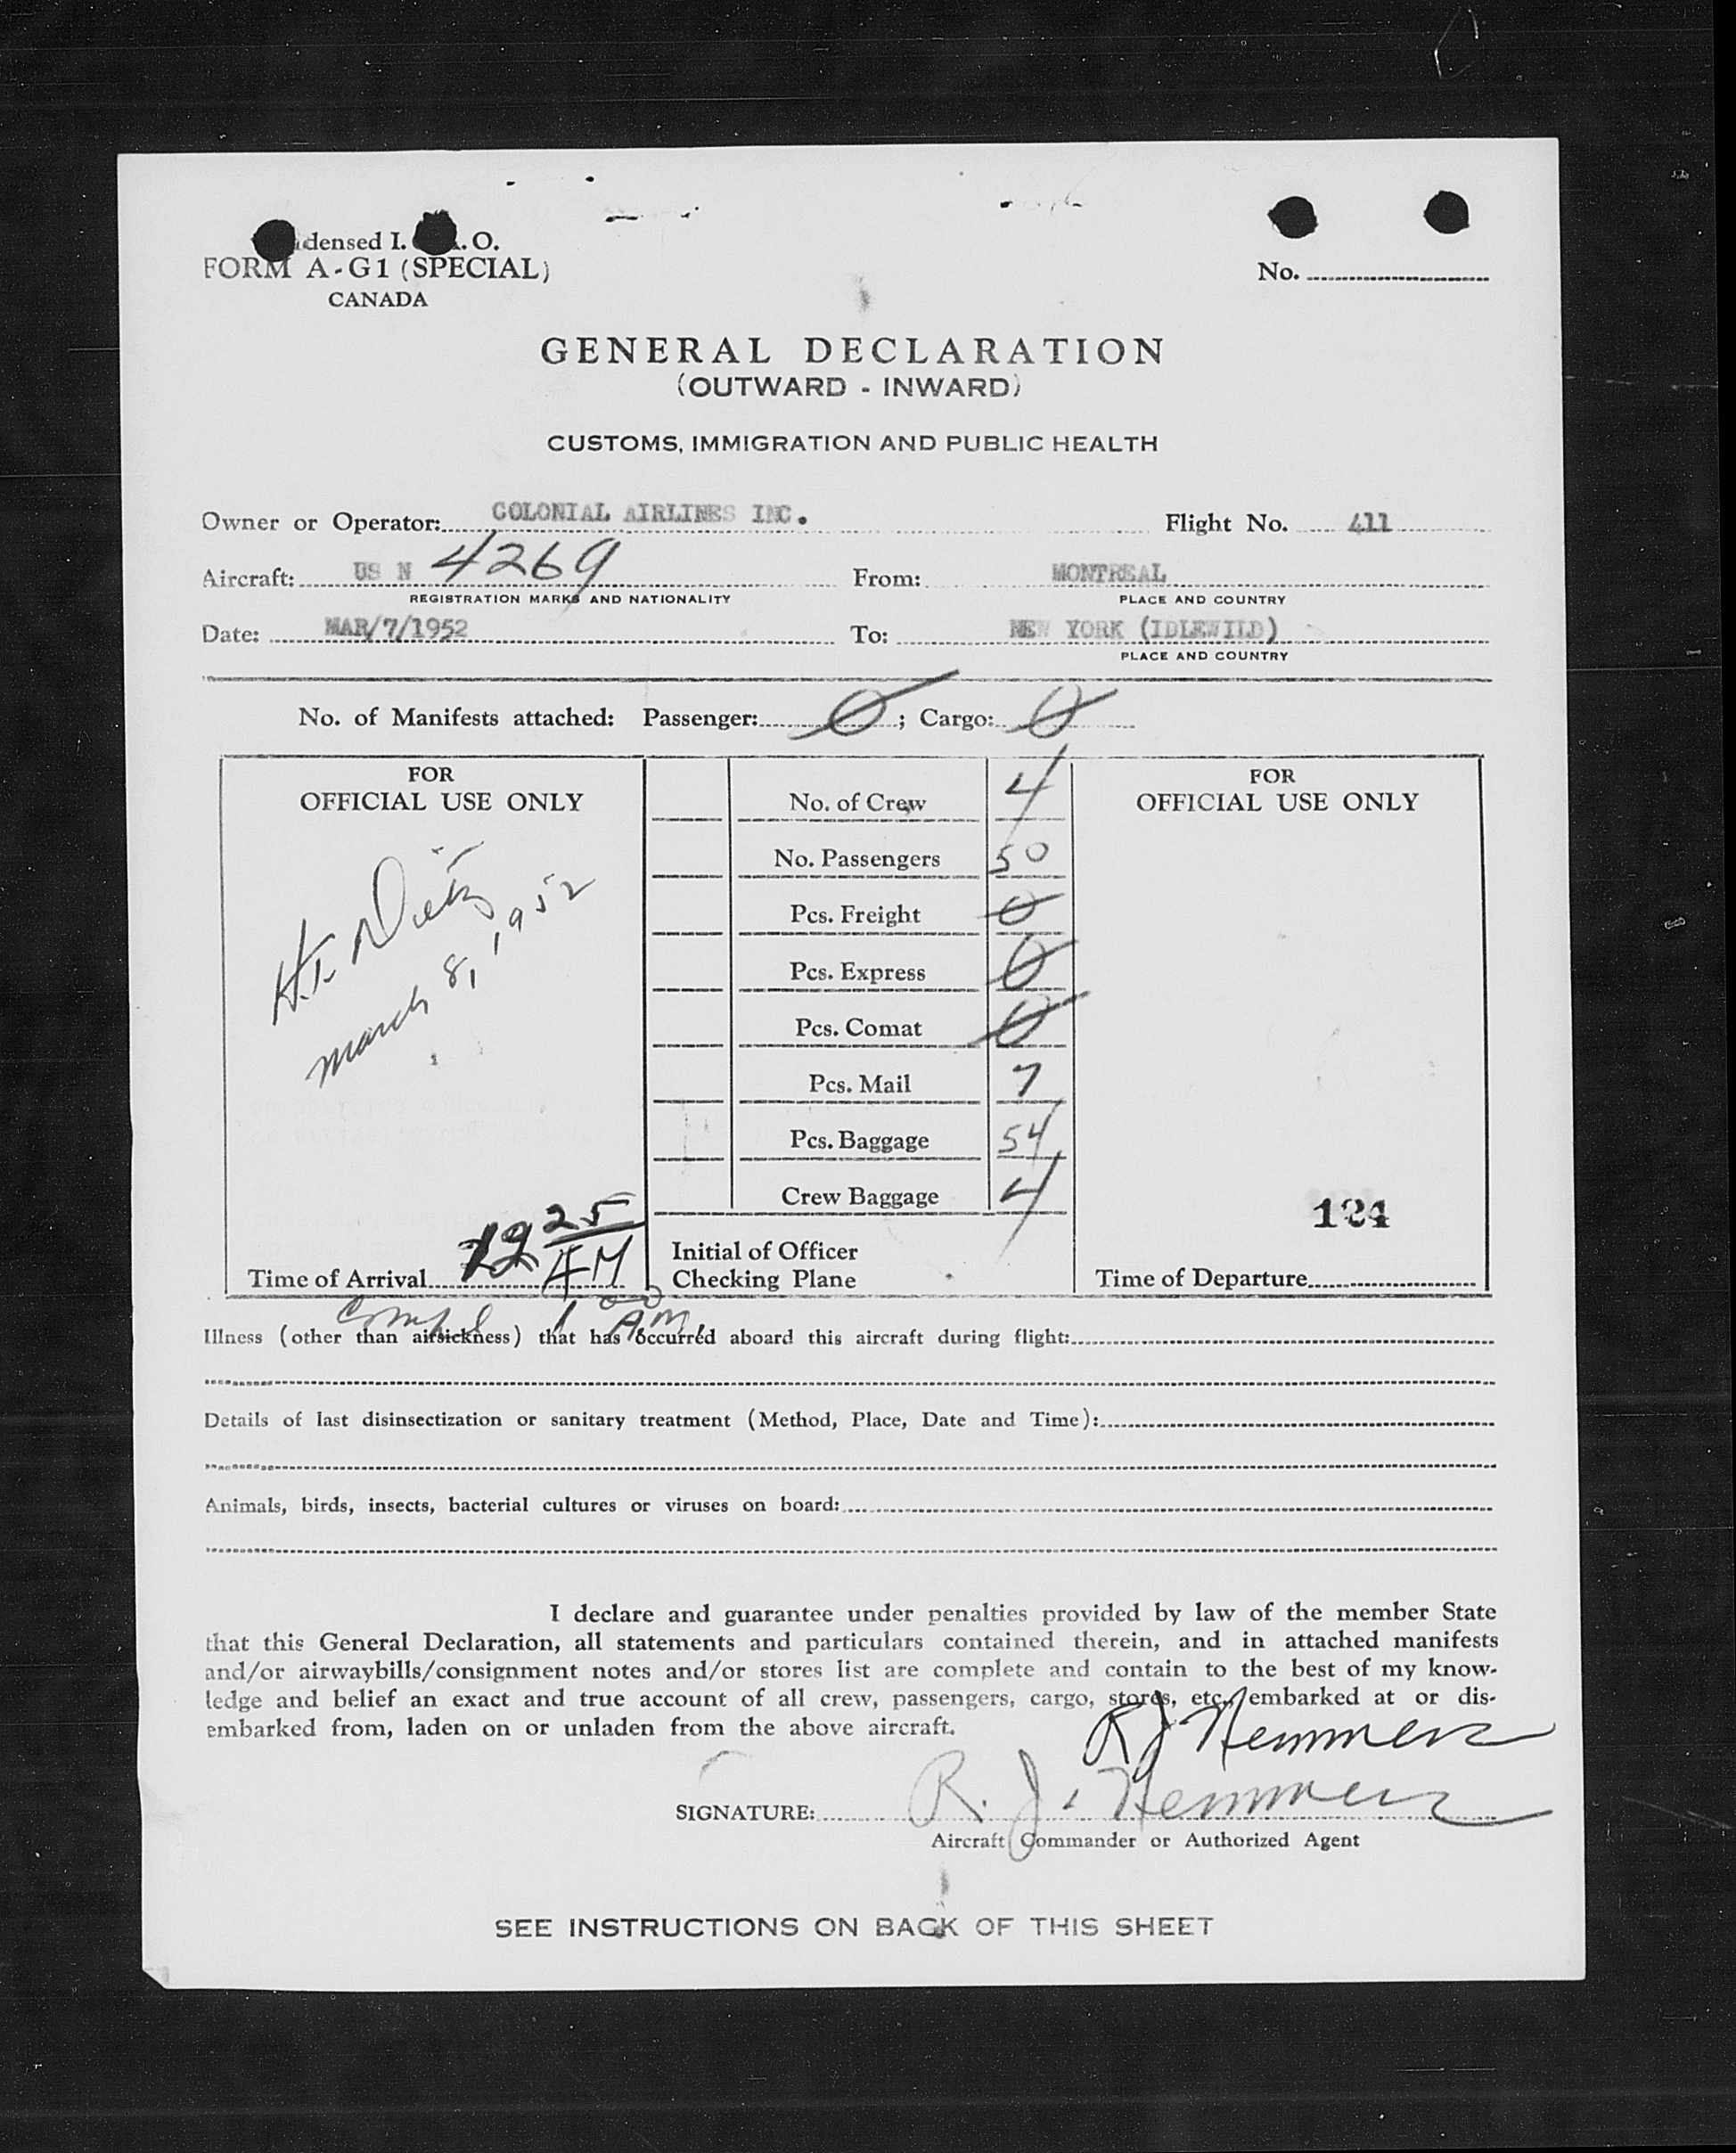 densed I. . O.
FORM A-G1 (SPECIAL)
CANADA
No.
GENERAL DECLARATION
(OUTWARD - INWARD)
CUSTOMS, IMMIGRATION AND PUBLIC HEALTH
Owner or Operator: COLONIAL AIRLINES INC. Flight No. 411
Aircraft: US N 4269 From: MONTREAL
REGISTRATION MARKS AND NATIONALITY PLACE AND COUNTRY
Date: MAR/7/1952 To: NEW YORK (IDLEWILD)
PLACE AND COUNTRY
No. of Manifests attached: Passenger: 0 ; Cargo: 0
FOR
OFFICIAL USE ONLY
H.T. Dietz
March 8, 1952
Time of Arrival 12 25 AM
Compl 1 00 AM
No. of Crew 4
No. Passengers 50
Pcs. Freight 0
Pcs. Express 0
Pcs. Comat 0
Pcs. Mail 7
Pcs. Baggage 54
Crew Baggage 4
Initial of Officer
Checking Plane
FOR
OFFICIAL USE ONLY
124
Time of Departure
Illness (other than airsickness) that has occurred aboard this aircraft during flight:
Details of last disinsectization or sanitary treatment (Method, Place, Date and Time):
Animals, birds, insects, bacterial cultures or viruses on board:
I declare and guarantee under penalties provided by law of the member State
that this General Declaration, all statements and particulars contained therein, and in attached manifests
and/or airwaybills/consignment notes and/or stores list are complete and contain to the best of my know-
ledge and belief an exact and true account of all crew, passengers, cargo, stores, etc., embarked at or dis-
embarked from, laden on or unladen from the above aircraft.
R J Hemmers
SIGNATURE: R. J. Hemmers
Aircraft Commander or Authorized Agent
SEE INSTRUCTIONS ON BACK OF THIS SHEET